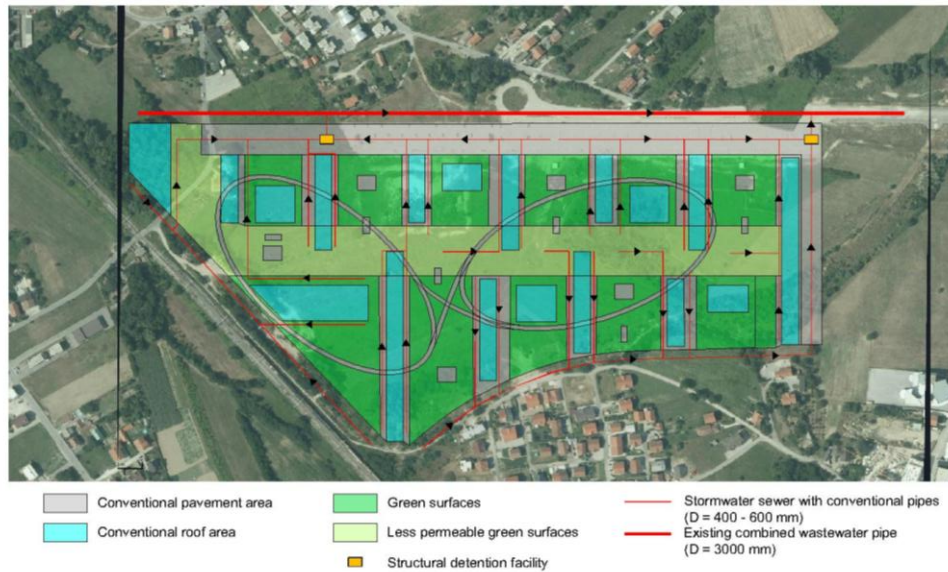 Conventional pavement area
Conventional roof area
Green surfaces
Less permeable green surfaces
Structural detention facility
Stormwater sewer with conventional pipes
(D = 400 - 600 mm)
Existing combined wastewater pipe
(D = 3000 mm)